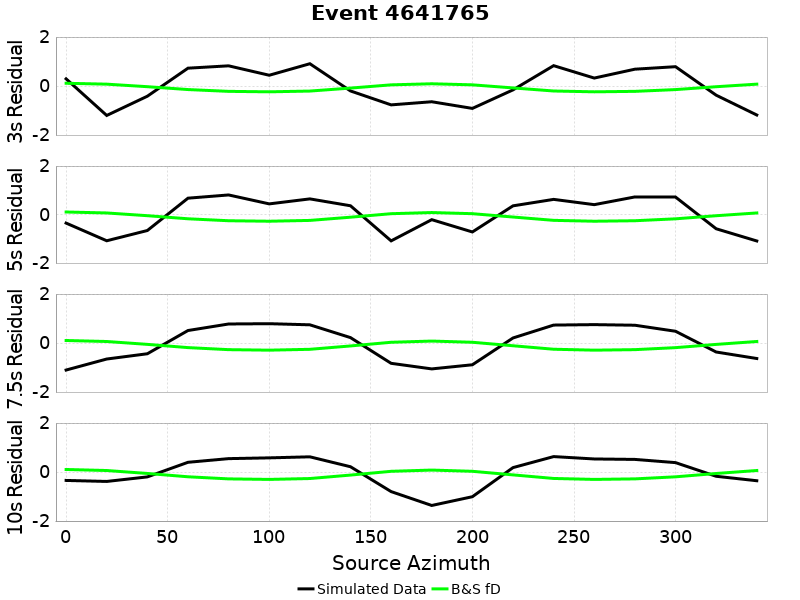 Event 4641765
3s Residual
2
0
-2
5s Residual
2
0
-2
7.5s Residual
2
0
-2
10s Residual
2
0
-2
0 50 100 150 200 250 300
Source Azimuth
Simulated Data B&S fD